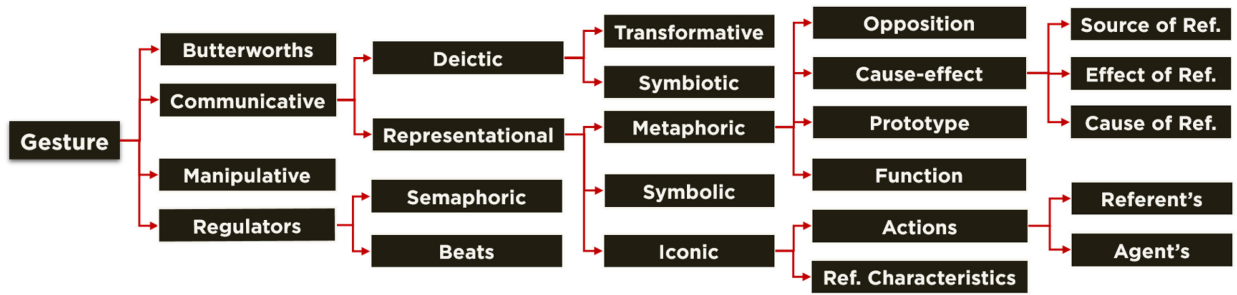 Gesture
Butterworths
Communicative
Manipulative
Regulators
Deictic
Representational
Semaphoric
Beats
Transformative
Symbiotic
Metaphoric
Symbolic
Iconic
Opposition
Cause-effect
Prototype
Function
Actions
Ref. Characteristics
Source of Ref.
Effect of Ref.
Cause of Ref.
Referent's
Agent's